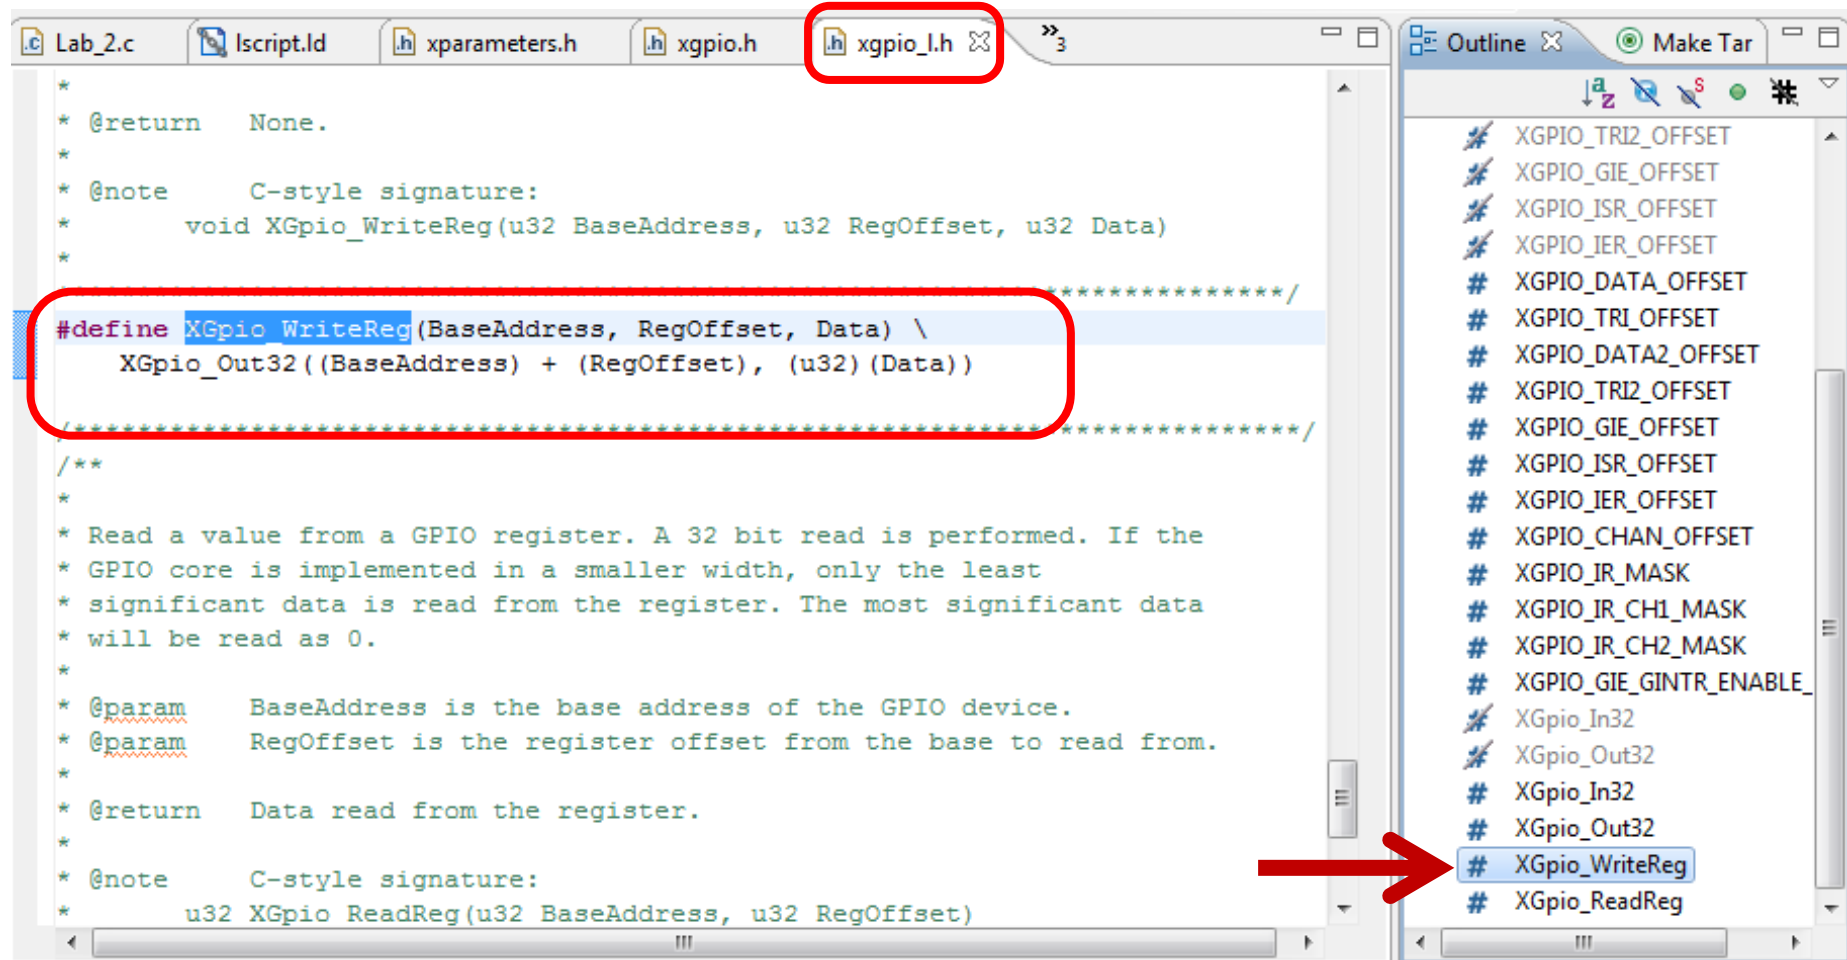 Lab_2.c
lscript.ld
xparameters.h
xgpio.h
xgpio_l.h
»3
*
* @return   None.
*
* @note     C-style signature:
*       void XGpio_WriteReg(u32 BaseAddress, u32 RegOffset, u32 Data)
*
****************************************************************************/
#define XGpio_WriteReg(BaseAddress, RegOffset, Data) \
    XGpio_Out32((BaseAddress) + (RegOffset), (u32)(Data))
/****************************************************************************/
/**
*
* Read a value from a GPIO register. A 32 bit read is performed. If the
* GPIO core is implemented in a smaller width, only the least
* significant data is read from the register. The most significant data
* will be read as 0.
*
* @param    BaseAddress is the base address of the GPIO device.
* @param    RegOffset is the register offset from the base to read from.
*
* @return   Data read from the register.
*
* @note     C-style signature:
*       u32 XGpio_ReadReg(u32 BaseAddress, u32 RegOffset)
Outline
Make Tar
XGPIO_TRI2_OFFSET
XGPIO_GIE_OFFSET
XGPIO_ISR_OFFSET
XGPIO_IER_OFFSET
XGPIO_DATA_OFFSET
XGPIO_TRI_OFFSET
XGPIO_DATA2_OFFSET
XGPIO_TRI2_OFFSET
XGPIO_GIE_OFFSET
XGPIO_ISR_OFFSET
XGPIO_IER_OFFSET
XGPIO_CHAN_OFFSET
XGPIO_IR_MASK
XGPIO_IR_CH1_MASK
XGPIO_IR_CH2_MASK
XGPIO_GIE_GINTR_ENABLE_
XGpio_In32
XGpio_Out32
XGpio_In32
XGpio_Out32
XGpio_WriteReg
XGpio_ReadReg